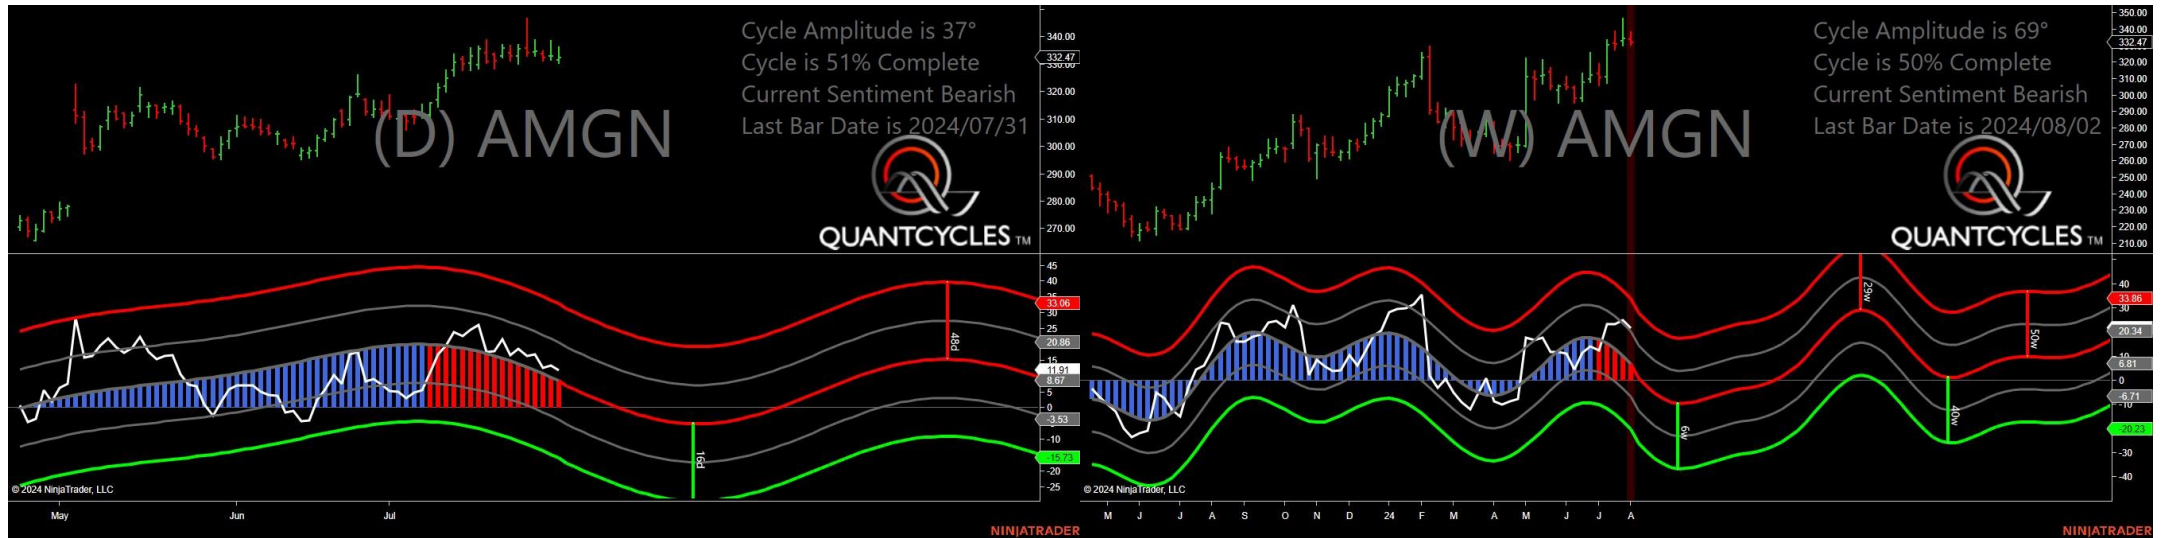 Cycle Amplitude is 37°
Cycle is 51% Complete
Current Sentiment Bearish
Last Bar Date is 2024/07/31
(D) AMGN
QUANTCYCLES TM
340.00
332.47
330.00
320.00
310.00
300.00
290.00
280.00
270.00
45
40
35
33.06
30
25
20.86
15
11.91
8.67
5
0
-3.53
-10
-15.73
-20
-25
48d
16d
© 2024 NinjaTrader, LLC
May Jun Jul
NINJATRADER
Cycle Amplitude is 69°
Cycle is 50% Complete
Current Sentiment Bearish
Last Bar Date is 2024/08/02
(W) AMGN
QUANTCYCLES TM
350.00
340.00
332.47
320.00
310.00
300.00
290.00
280.00
270.00
260.00
250.00
240.00
230.00
220.00
210.00
40
33.86
30
20.34
10
6.81
0
-6.71
-10
-20.23
-30
-40
29w
50w
6w
40w
© 2024 NinjaTrader, LLC
M J J A S O N D 24 F M A M J J A
NINJATRADER